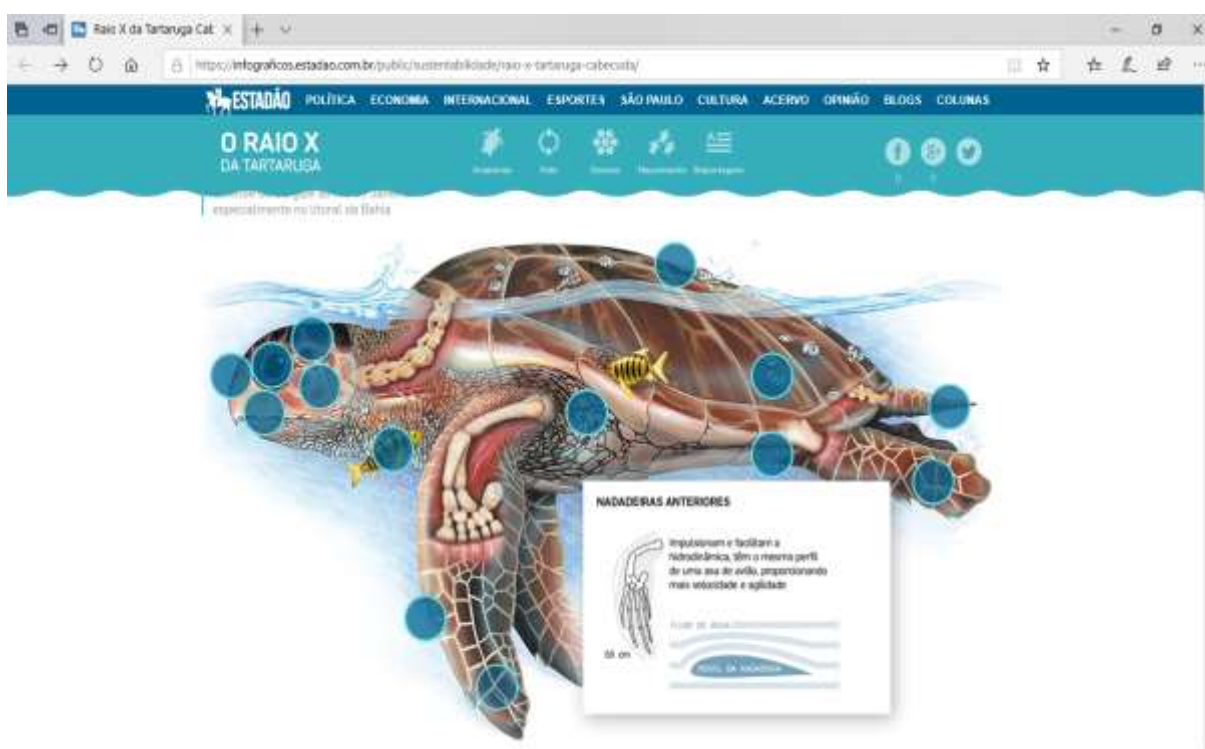 Raio X da Tartaruga Cab
https://infograficos.estadao.com.br/public/sustentabilidade/raio-x-tartaruga-cabecuda/
ESTADÃO POLÍTICA ECONOMIA INTERNACIONAL ESPORTES SÃO PAULO CULTURA ACERVO OPINIÃO BLOGS COLUNAS
O RAIO X
DA TARTARUGA
Reportagem
especialmente no litoral da Bahia
NADADEIRAS ANTERIORES
Impulsionam e facilitam a
hidrodinâmica, têm o mesmo perfil
de uma asa de avião, proporcionando
mais velocidade e agilidade
FLUXO DE ÁGUA
PERFIL DA NADADEIRA
cm